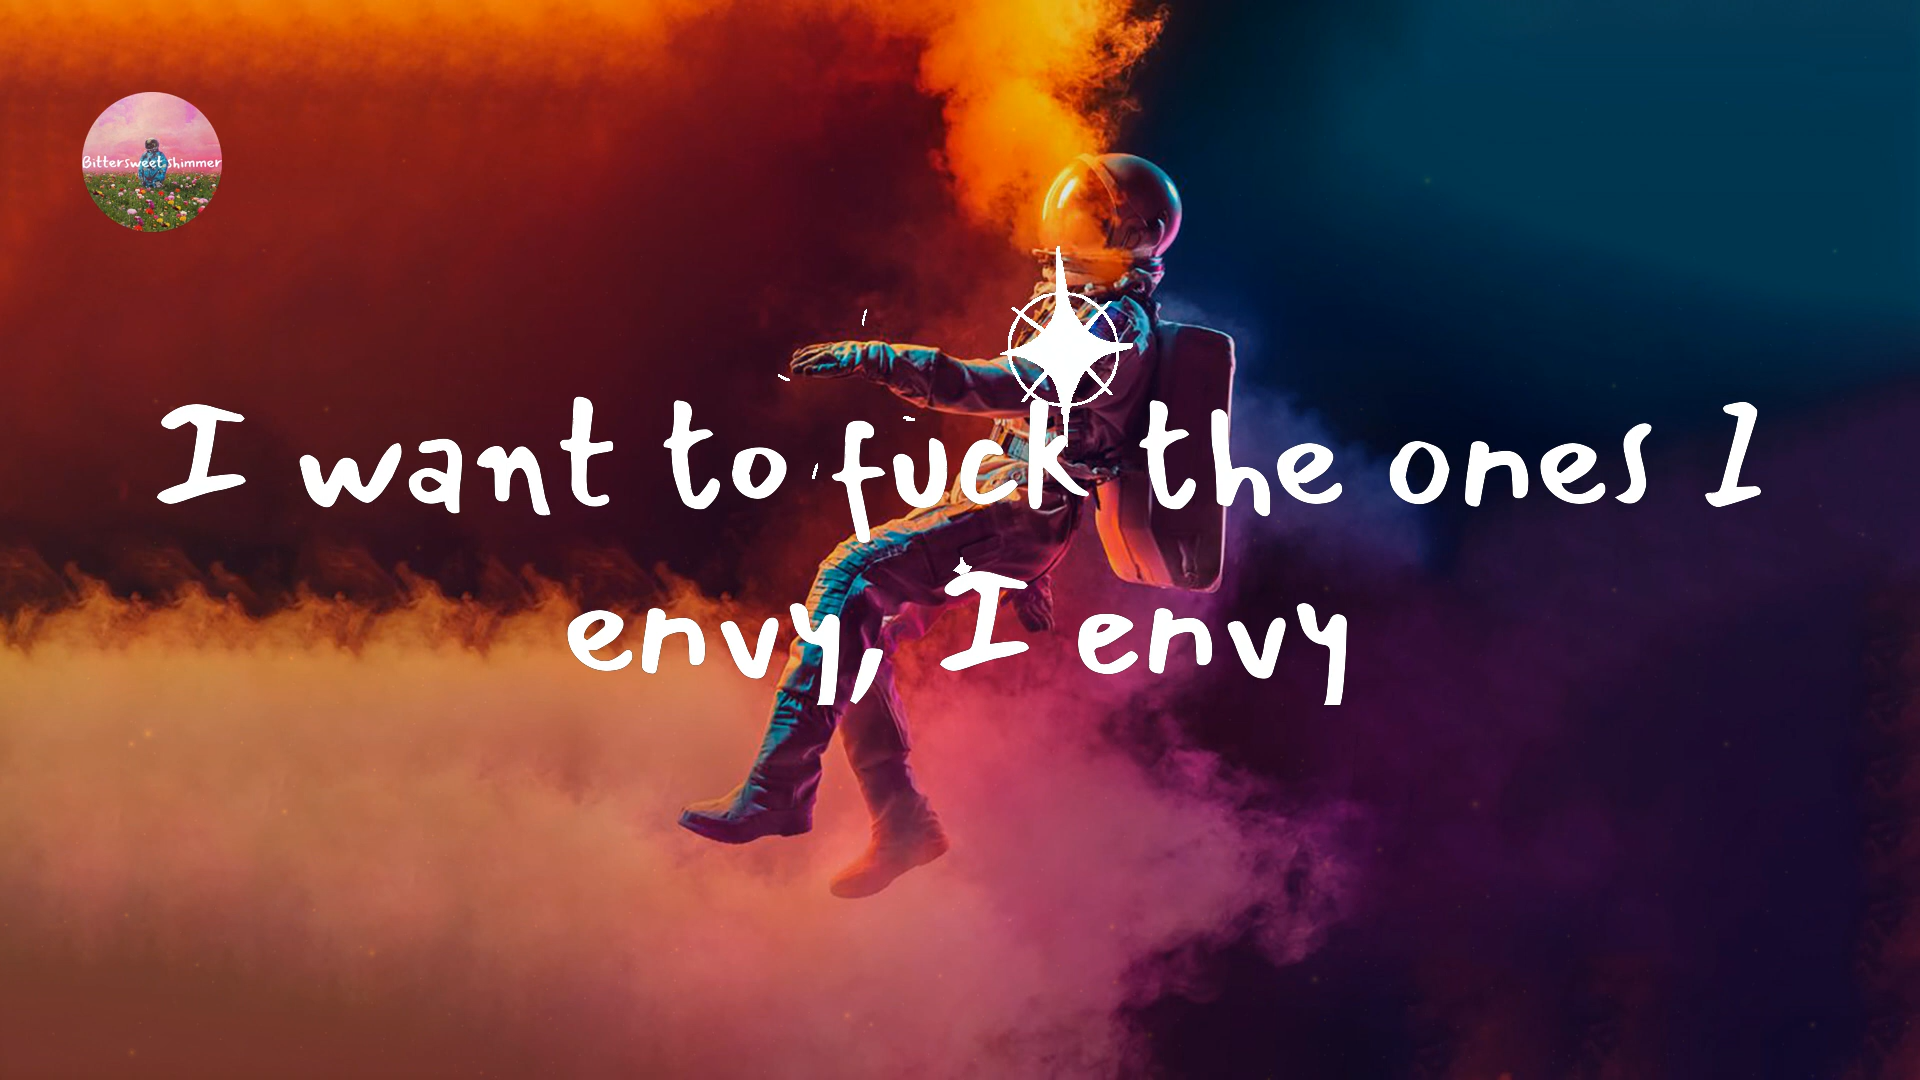 Bittersweet shimmer
I want to fuck the ones I
envy, I envy